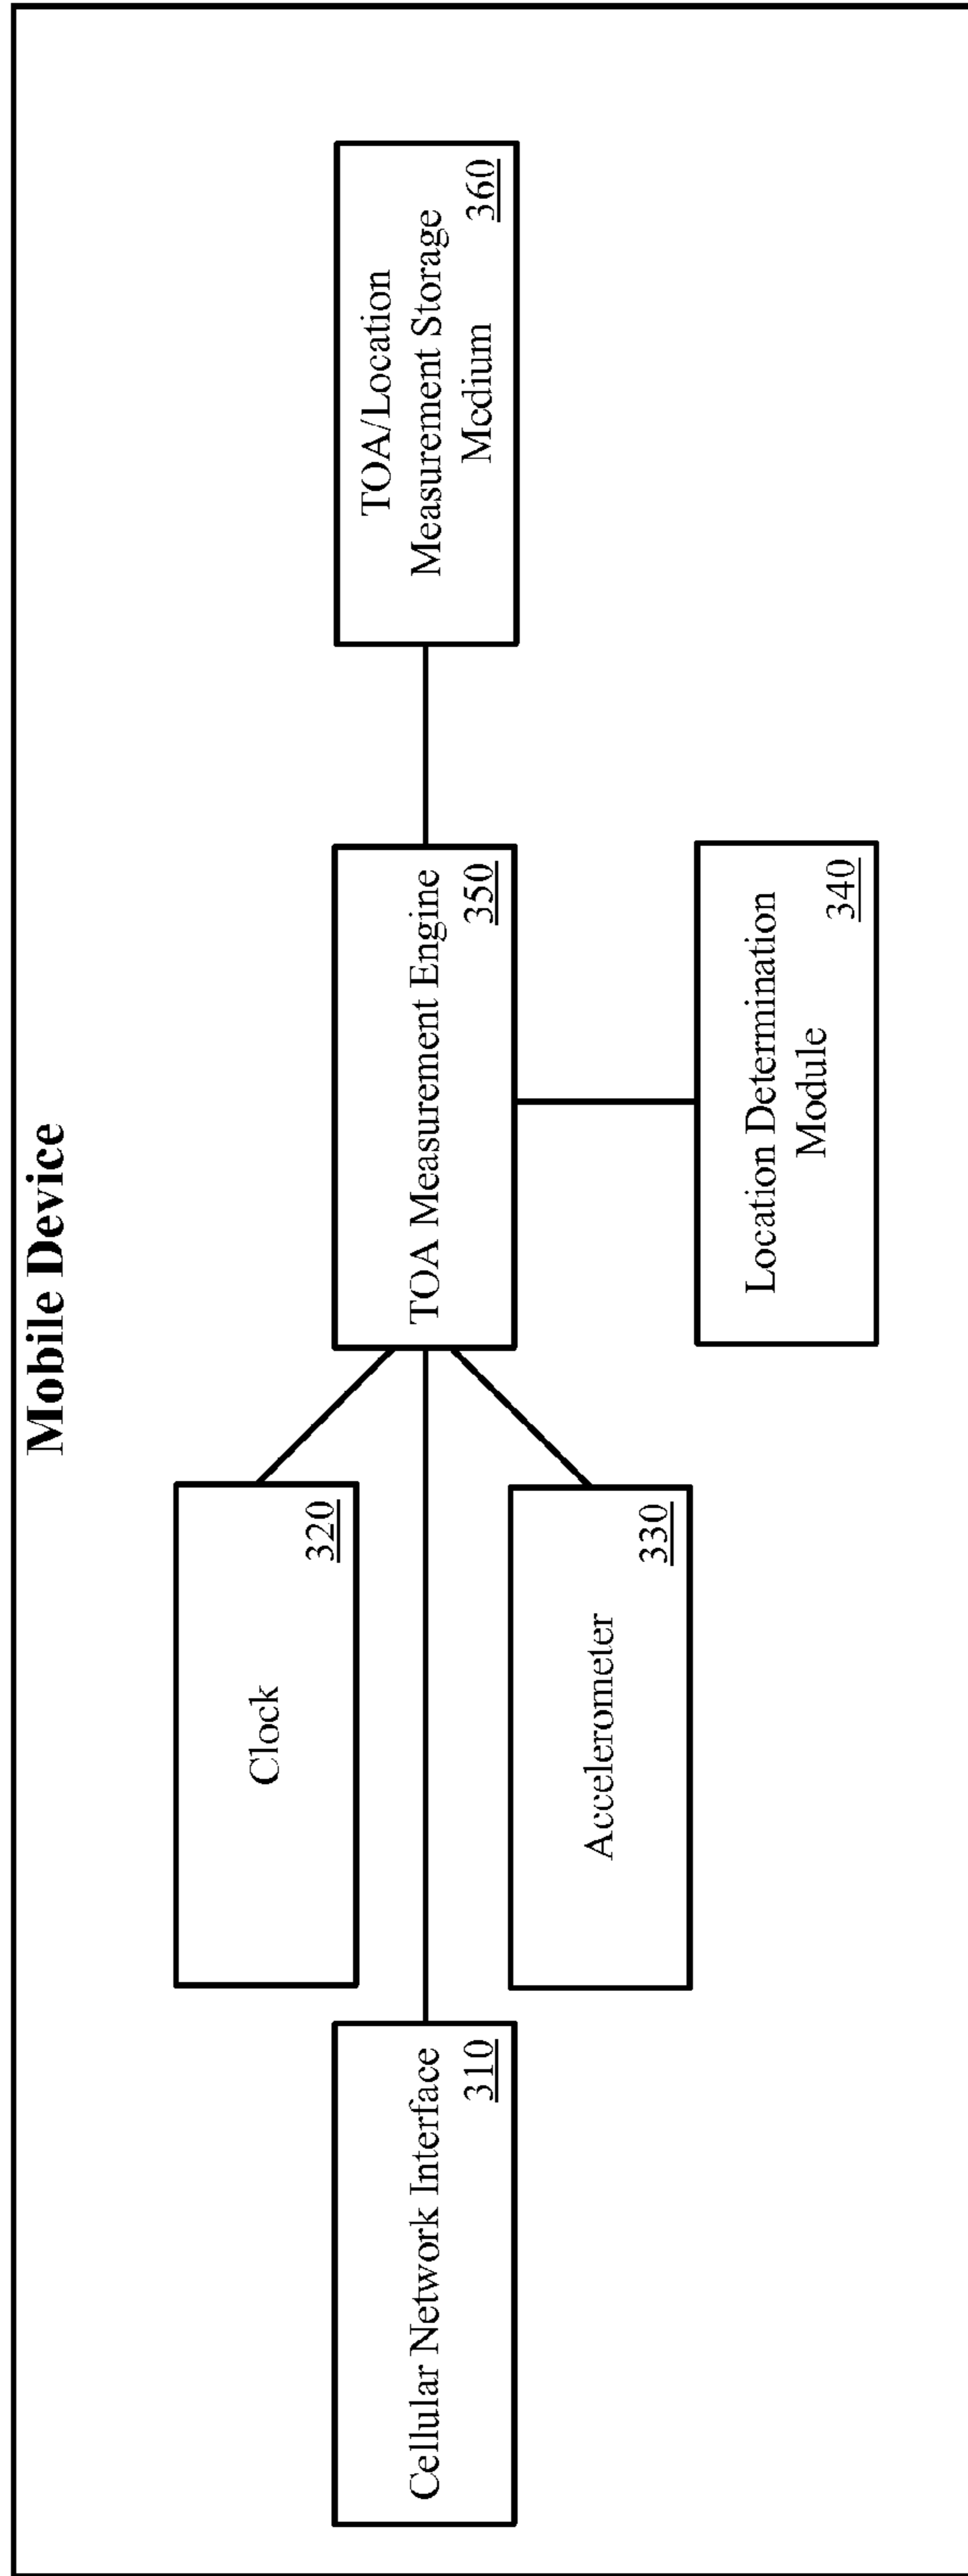 Mobile Device
Clock
320
Cellular Network Interface
310
TOA Measurement Engine
350
TOA/Location
Measurement Storage
Medium
360
Accelerometer
330
Location Determination
Module
340